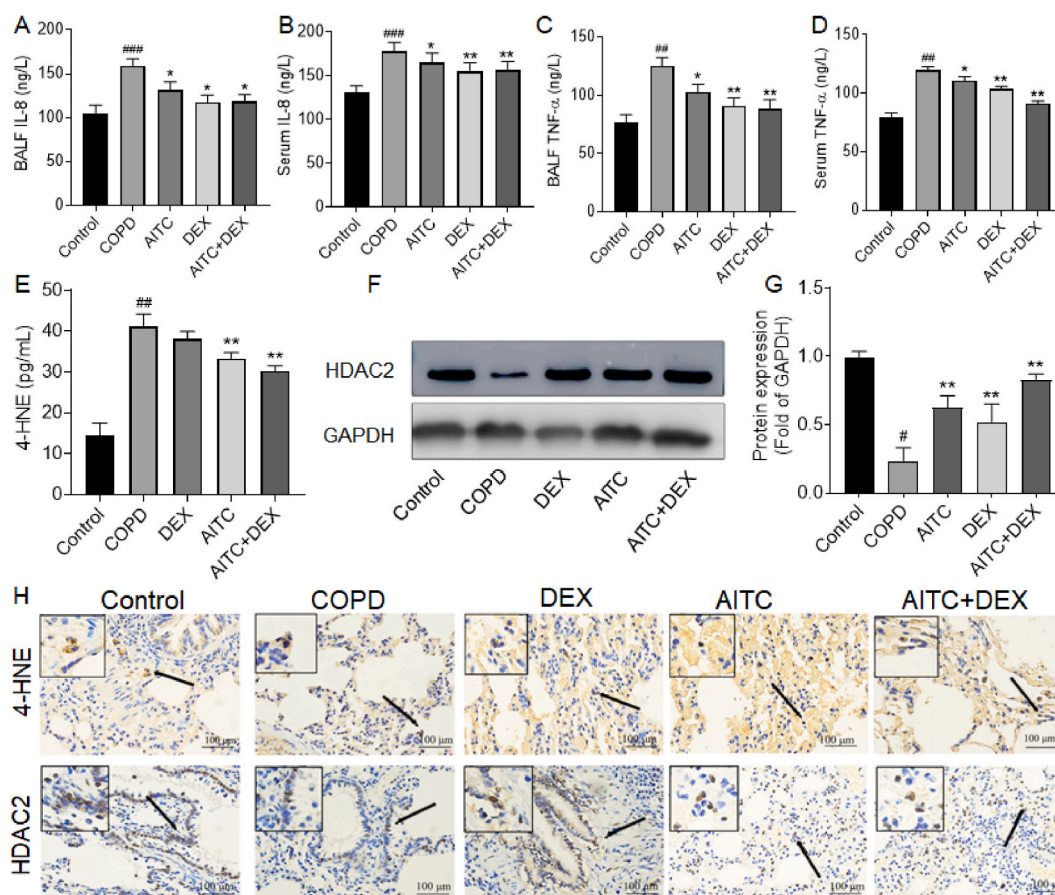 A
BALF IL-8 (ng/L)
200
150
100
50
0
###
*
*
*
Control
COPD
AITC
DEX
AITC+DEX
B
Serum IL-8 (ng/L)
200
150
100
50
0
###
*
**
**
Control
COPD
AITC
DEX
AITC+DEX
C
BALF TNF-α (ng/L)
150
100
50
0
##
*
**
**
Control
COPD
AITC
DEX
AITC+DEX
D
Serum TNF-α (ng/L)
150
100
50
0
##
*
**
**
Control
COPD
AITC
DEX
AITC+DEX
E
4-HNE (pg/mL)
50
40
30
20
10
0
##
**
**
Control
COPD
DEX
AITC
AITC+DEX
F
HDAC2
GAPDH
Control
COPD
DEX
AITC
AITC+DEX
G
Protein expression
(Fold of GAPDH)
1.5
1.0
0.5
0.0
#
**
**
**
Control
COPD
AITC
DEX
AITC+DEX
H
Control
COPD
DEX
AITC
AITC+DEX
4-HNE
100 μm
100 μm
100 μm
100 μm
100 μm
HDAC2
100 μm
100 μm
100 μm
100 μm
100 μm